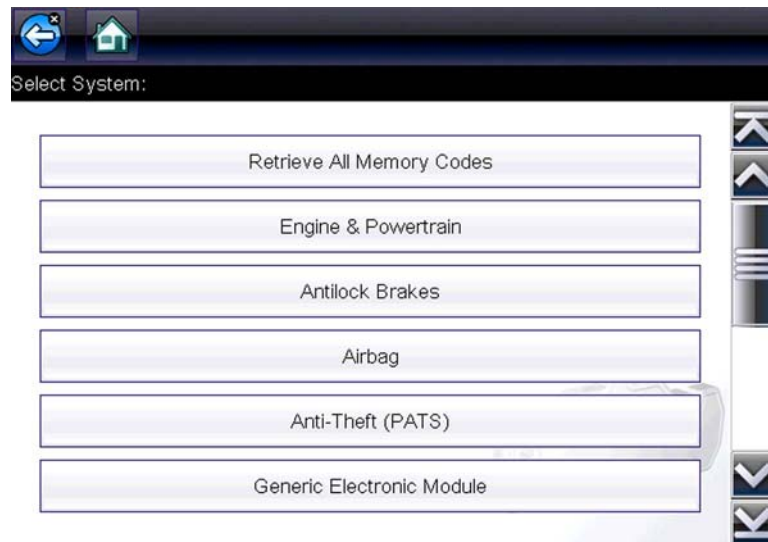 Select System:
Retrieve All Memory Codes
Engine & Powertrain
Antilock Brakes
Airbag
Anti-Theft (PATS)
Generic Electronic Module